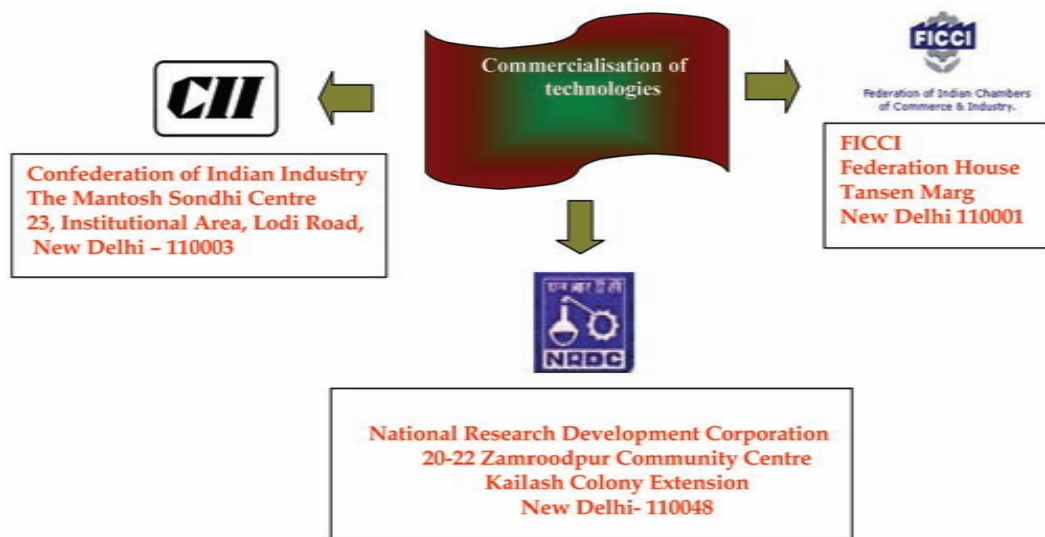 Commercialisation of
technologies
CII
Confederation of Indian Industry
The Mantosh Sondhi Centre
23, Institutional Area, Lodi Road,
New Delhi – 110003
FICCI
Federation of Indian Chambers
of Commerce & Industry.
FICCI
Federation House
Tansen Marg
New Delhi 110001
एन आर डी सी
NRDC
National Research Development Corporation
20-22 Zamroodpur Community Centre
Kailash Colony Extension
New Delhi- 110048